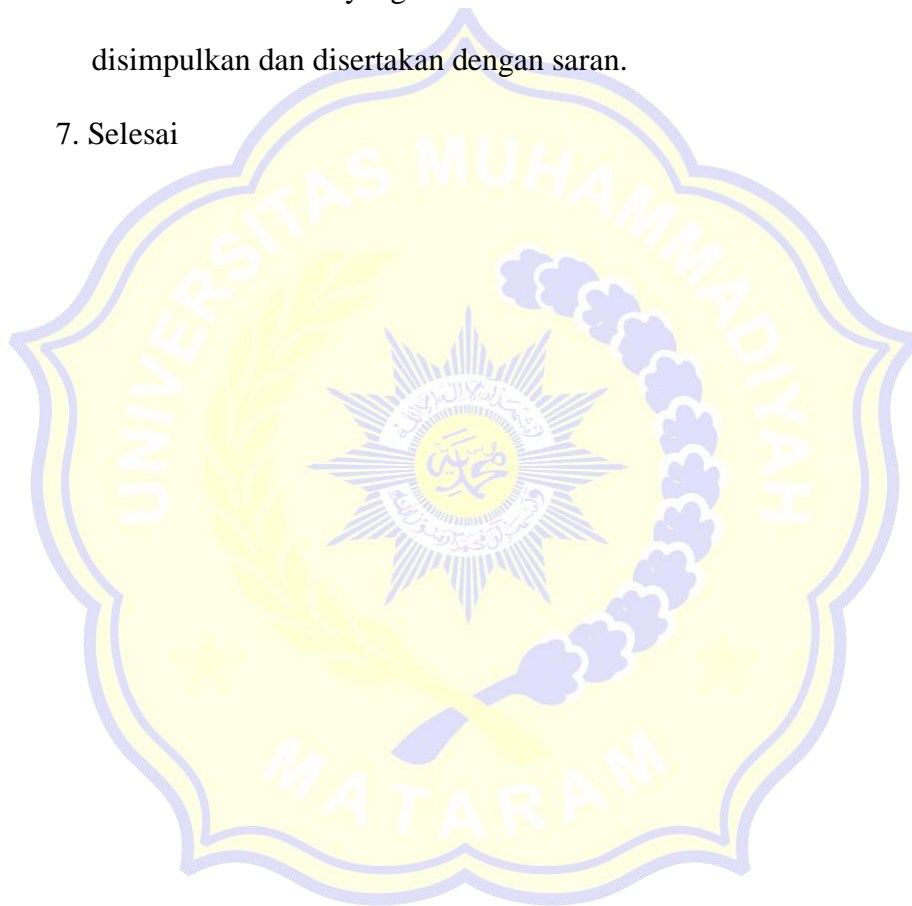 disimpulkan dan disertakan dengan saran.
7. Selesai
UNIVERSITAS MUHAMMADIYAH
MATARAM